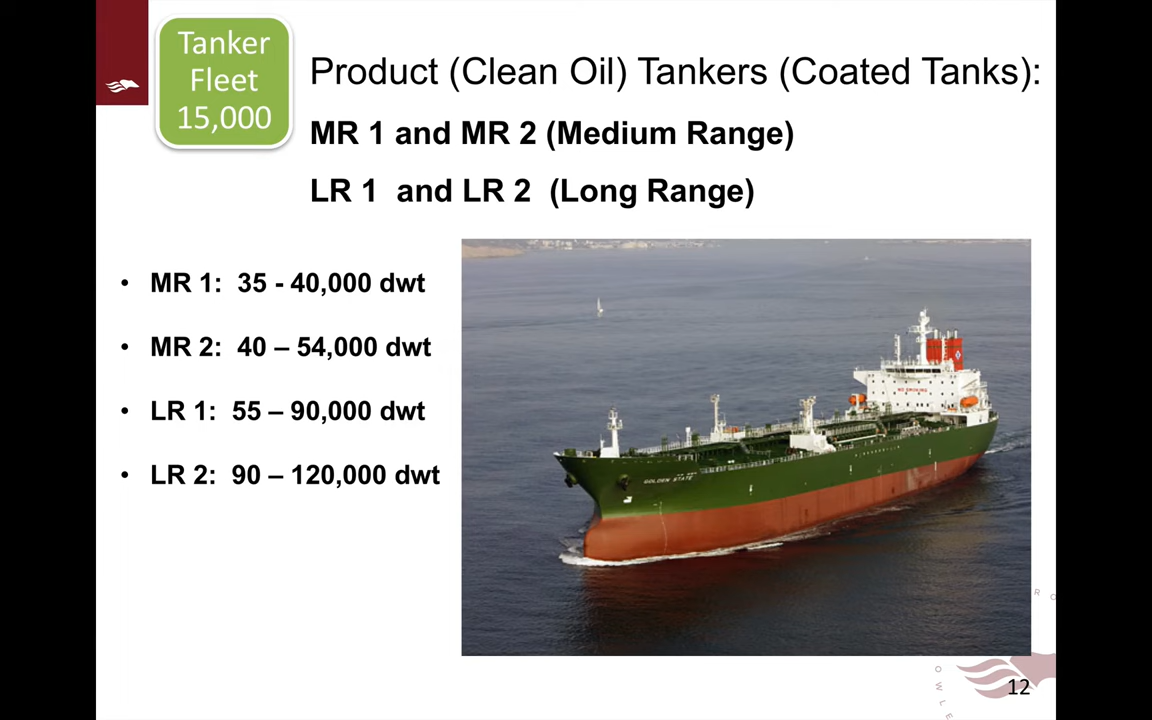 Tanker
Fleet
15,000
Product (Clean Oil) Tankers (Coated Tanks):
MR 1 and MR 2 (Medium Range)
LR 1 and LR 2 (Long Range)
• MR 1: 35 - 40,000 dwt
• MR 2: 40 – 54,000 dwt
• LR 1: 55 – 90,000 dwt
• LR 2: 90 – 120,000 dwt
NO SMOKING
GOLDEN STATE
R O
O W L E
12